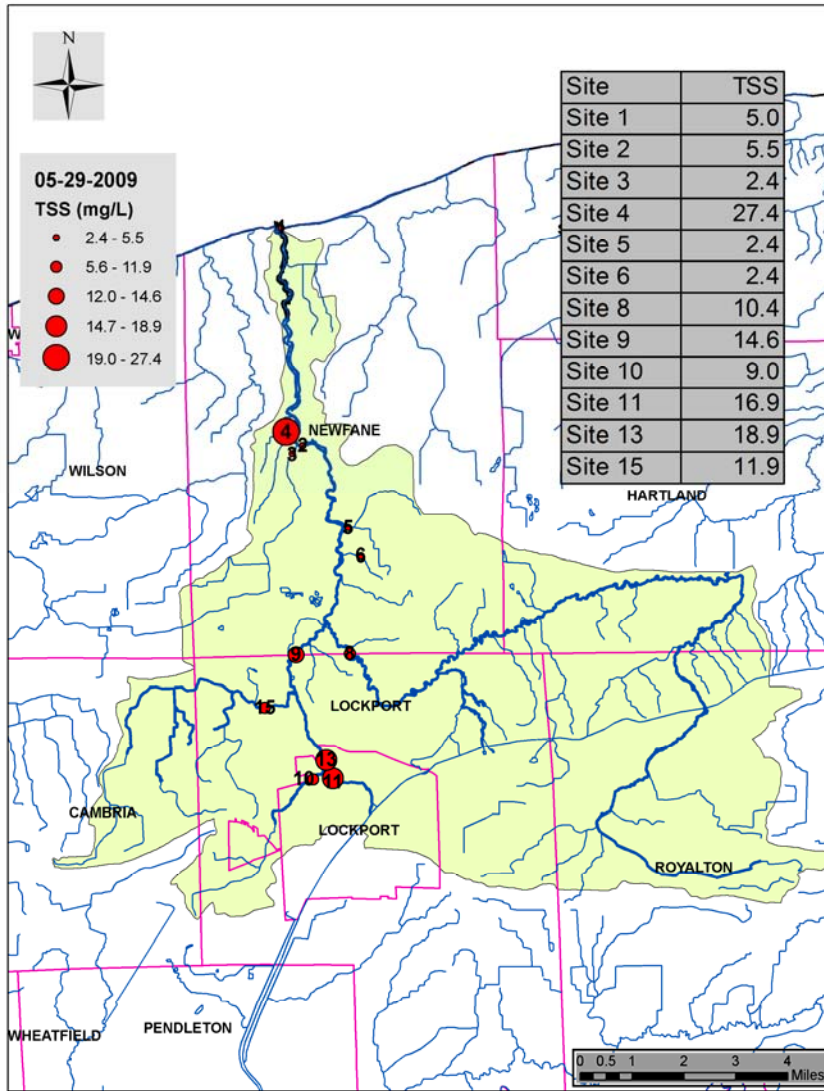 N
Site TSS
Site 1 5.0
Site 2 5.5
Site 3 2.4
Site 4 27.4
Site 5 2.4
Site 6 2.4
Site 8 10.4
Site 9 14.6
Site 10 9.0
Site 11 16.9
Site 13 18.9
Site 15 11.9
05-29-2009
TSS (mg/L)
2.4 - 5.5
5.6 - 11.9
12.0 - 14.6
14.7 - 18.9
19.0 - 27.4
W
4 NEWFANE
2
3
WILSON
HARTLAND
5
6
9 8
15 LOCKPORT
13
10 11
CAMBRIA
LOCKPORT
ROYALTON
WHEATFIELD
PENDLETON
0 0.5 1 2 3 4
Miles